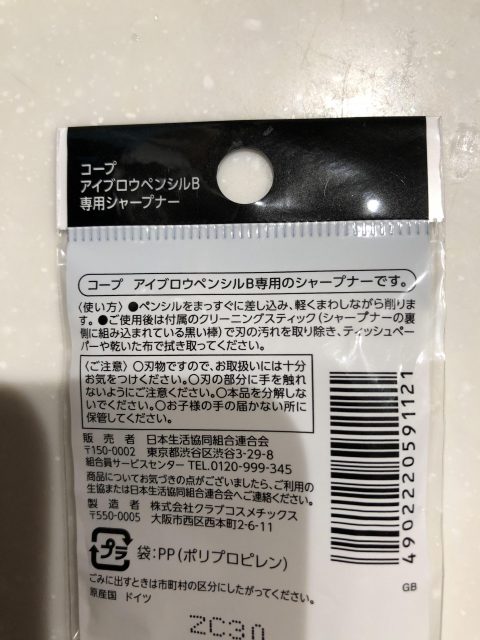 コープ
アイブロウペンシルB
専用シャープナー
コープ アイブロウペンシルB専用のシャープナーです。
〈使い方〉●ペンシルをまっすぐに差し込み、軽くまわしながら削りま
す。●ご使用後は付属のクリーニングスティック(シャープナーの裏
側に組み込まれている黒い棒)で刃の汚れを取り除き、ティッシュペー
パーや乾いた布で拭き取ってください。
〈ご注意〉○刃物ですので、お取扱いには十分
お気をつけください。○刃の部分に手を触れ
ないようにご注意ください。○本品を分解しな
いでください。○お子様の手の届かない所に
保管してください。
販売者 日本生活協同組合連合会
〒150-0002 東京都渋谷区渋谷3-29-8
組合員サービスセンター TEL.0120-999-345
商品についてお気づきの点がございましたら、ご利用の
生協または日本生活協同組合連合会へご連絡ください。
製造者 株式会社クラブコスメチックス
〒550-0005 大阪市西区西本町2-6-11
プラ 袋:PP(ポリプロピレン)
ごみに出すときは市町村の区分にしたがってください。
原産国 ドイツ
4902220591121
GB
ZC30